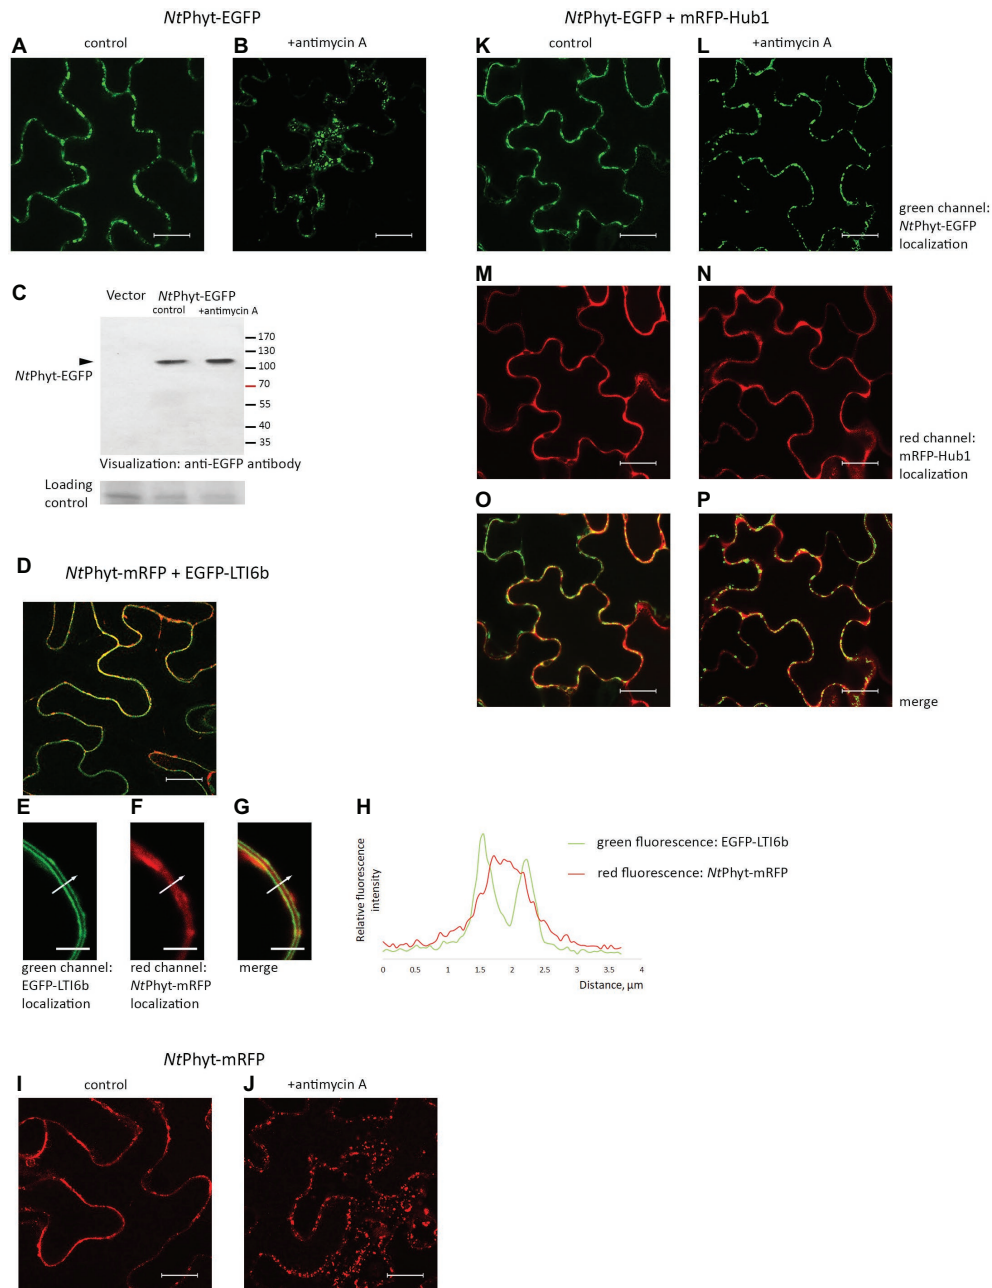 NtPhyt-EGFP
A
control
B
+antimycin A
C
Vector
NtPhyt-EGFP
control
+antimycin A
170
130
100
70
55
40
35
NtPhyt-EGFP
Visualization: anti-EGFP antibody
Loading
control
D
NtPhyt-mRFP + EGFP-LTI6b
E
F
G
green channel:
EGFP-LTI6b
localization
red channel:
NtPhyt-mRFP
localization
merge
H
Relative fluorescence
intensity
green fluorescence: EGFP-LTI6b
red fluorescence: NtPhyt-mRFP
0 0.5 1 1.5 2 2.5 3 3.5 4
Distance, µm
NtPhyt-mRFP
I
control
J
+antimycin A
NtPhyt-EGFP + mRFP-Hub1
K
control
L
+antimycin A
green channel:
NtPhyt-EGFP
localization
M
N
red channel:
mRFP-Hub1
localization
O
P
merge